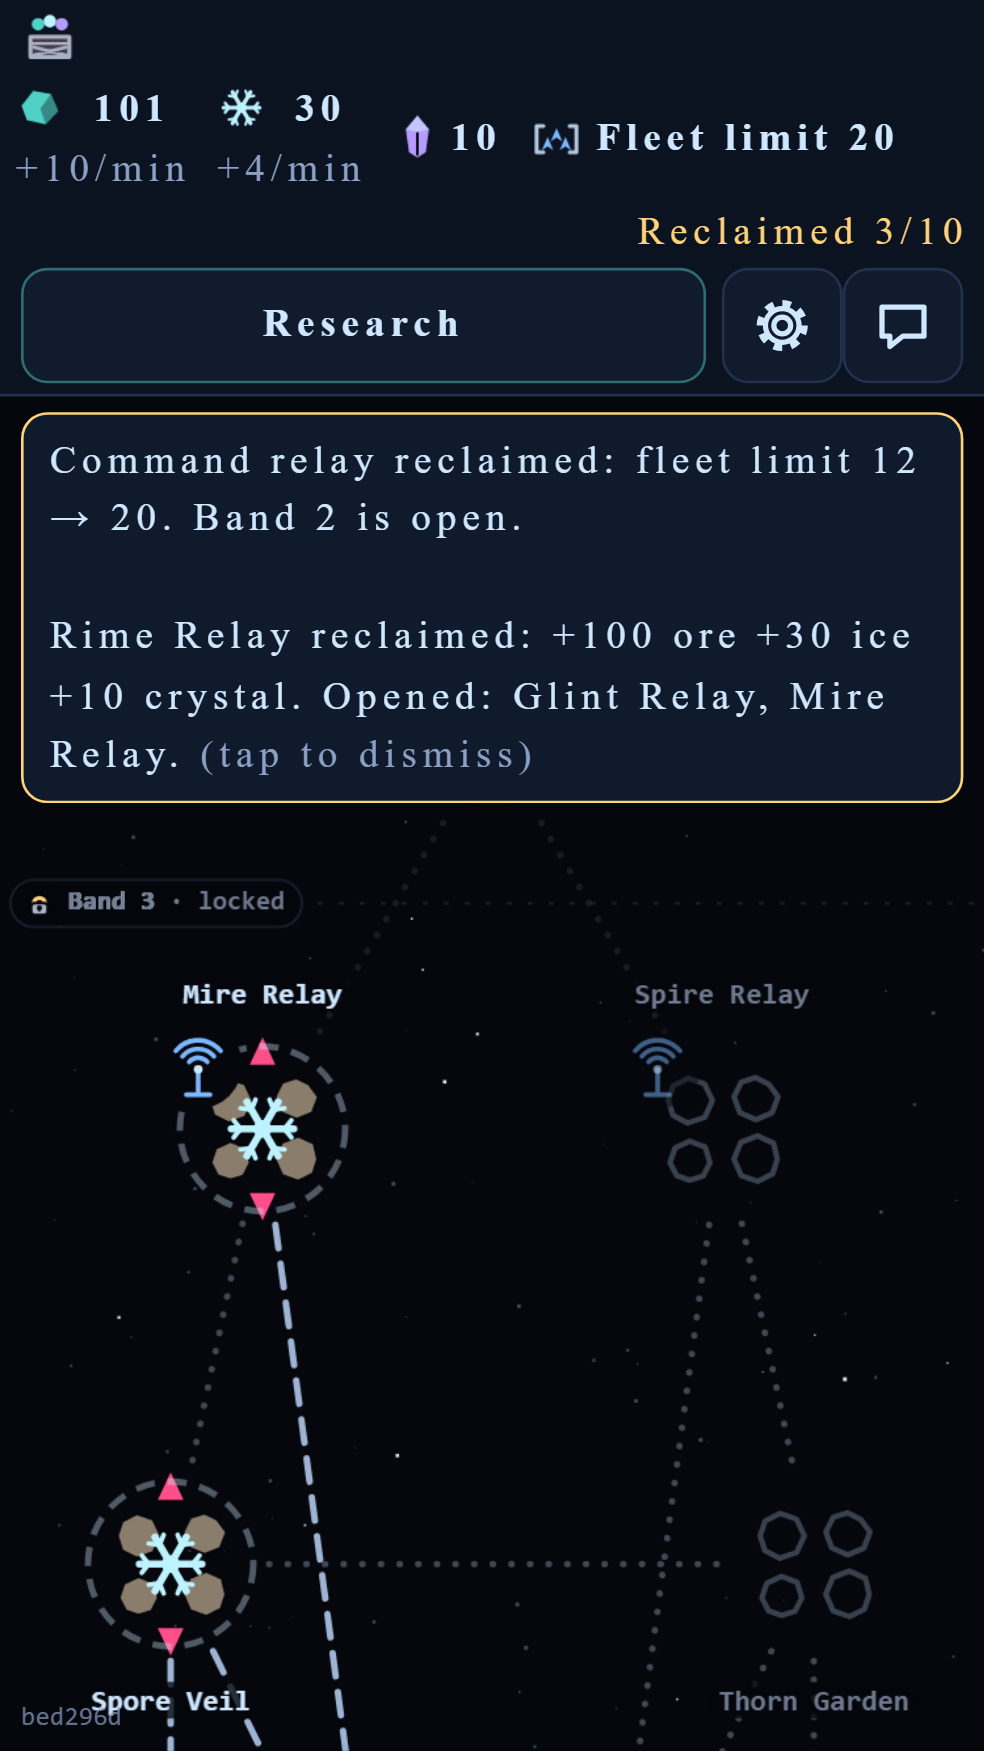 101
30
+10/min
+4/min
10
Fleet limit 20
Reclaimed 3/10
Research
Command relay reclaimed: fleet limit 12
→ 20. Band 2 is open.
Rime Relay reclaimed: +100 ore +30 ice
+10 crystal. Opened: Glint Relay, Mire
Relay. (tap to dismiss)
Band 3 · locked
Mire Relay
Spire Relay
Spore Veil
Thorn Garden
bed296d